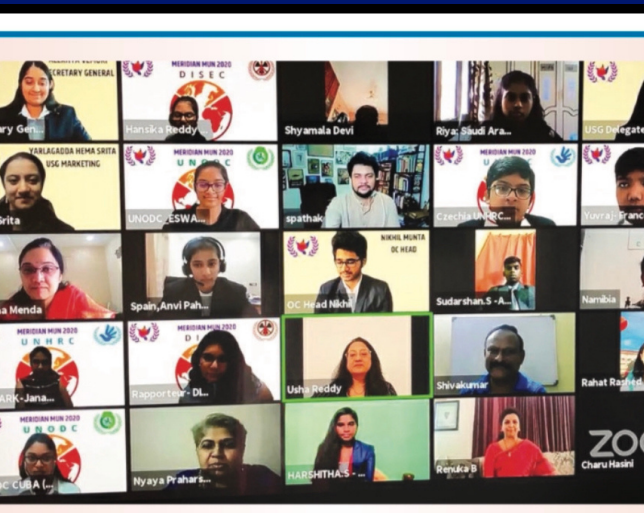 SECRETARY GENERAL
ary Gen...
MERIDIAN MUN 2020
DISEC
Hansika Reddy...
Shyamala Devi
Riya: Saudi Ara...
USG Delegat
YARLAGADDA HEMA SRITA
USG MARKETING
Srita
MERIDIAN MUN 2020
UNODC
UNODC_ESWA...
spathak
MERIDIAN MUN 2020
Czechia UNHRC...
Yuvraj-Franc
a Menda
Spain,Anvi Pah...
NIKHIL MUNTA
OC HEAD
OC Head Nikhil
Sudarshan.S -A...
Namibia
MERIDIAN MUN 2020
UNHRC
ARK-Jana...
MERIDIAN MUN 2020
DI
Rapporteur- DI...
Usha Reddy
Shivakumar
Rahat Rashed
MERIDIAN MUN 2020
UNODC
C CUBA (...
Nyaya Prahars...
HARSHITHA.S - ...
Renuka B
ZOO
Charu Hasini